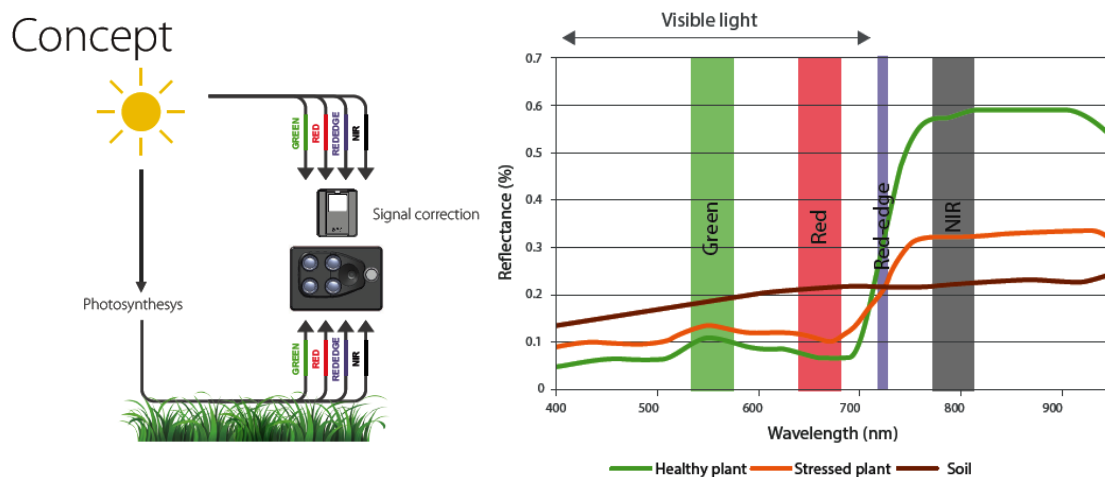 Concept
GREEN
RED
REDEDGE
NIR
Signal correction
Photosynthesys
GREEN
RED
REDEDGE
NIR
Visible light
Reflectance (%)
0.7
0.6
0.5
0.4
0.3
0.2
0.1
0
Green
Red
Red-edge
NIR
400
500
600
700
800
900
Wavelength (nm)
Healthy plant
Stressed plant
Soil